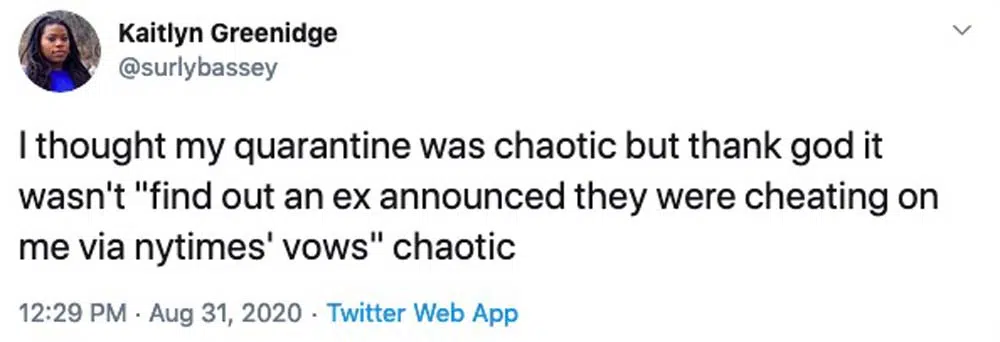 Kaitlyn Greenidge
@surlybassey
I thought my quarantine was chaotic but thank god it
wasn't "find out an ex announced they were cheating on
me via nytimes' vows" chaotic
12:29 PM · Aug 31, 2020 · Twitter Web App